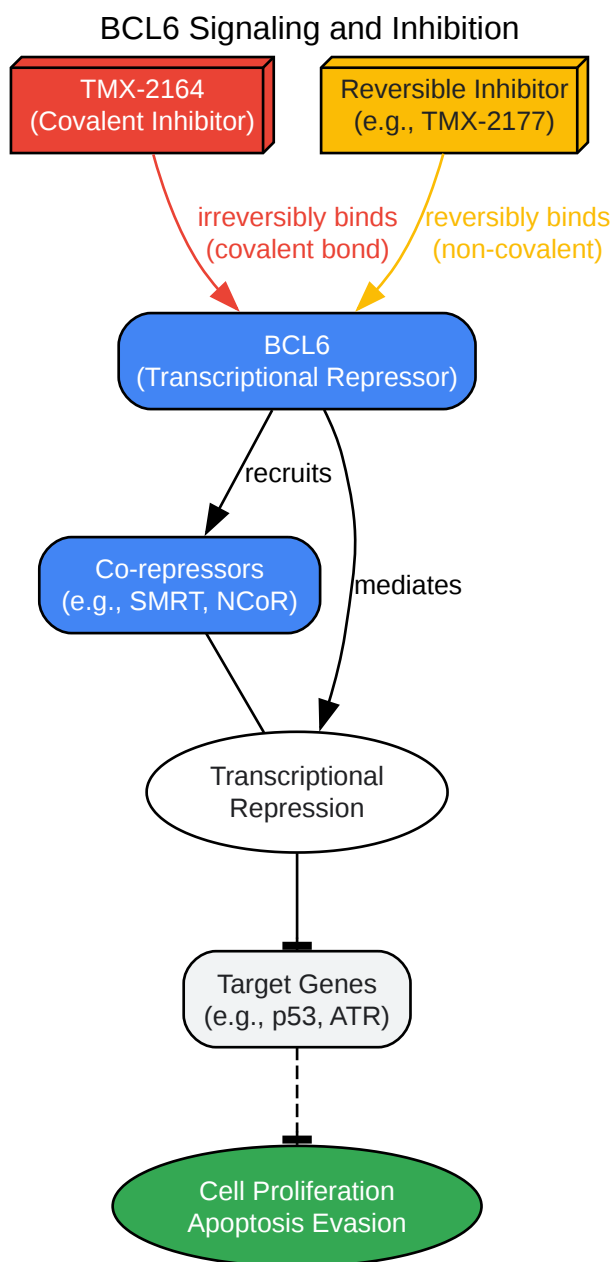 BCL6 Signaling and Inhibition
TMX-2164
(Covalent Inhibitor)
Reversible Inhibitor
(e.g., TMX-2177)
irreversibly binds
(covalent bond)
reversibly binds
(non-covalent)
BCL6
(Transcriptional Repressor)
recruits
Co-repressors
(e.g., SMRT, NCoR)
mediates
Transcriptional
Repression
Target Genes
(e.g., p53, ATR)
Cell Proliferation
Apoptosis Evasion